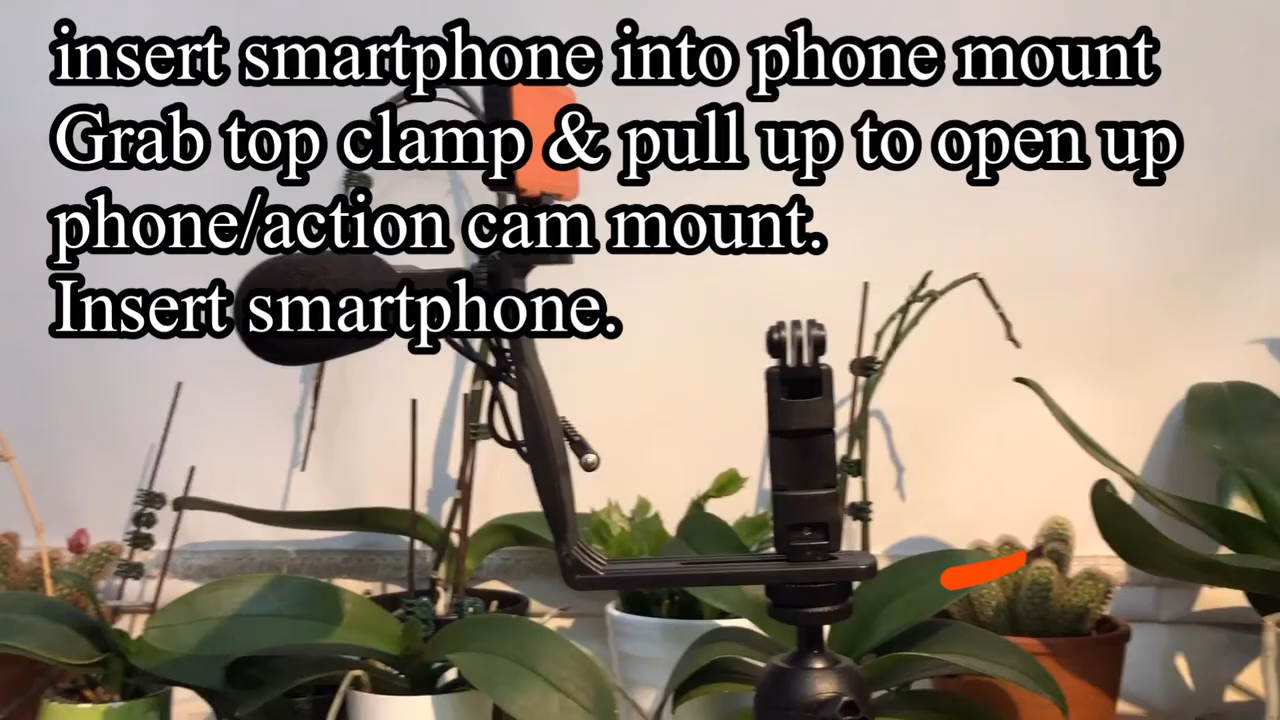 insert smartphone into phone mount
Grab top clamp & pull up to open up
phone/action cam mount.
Insert smartphone.